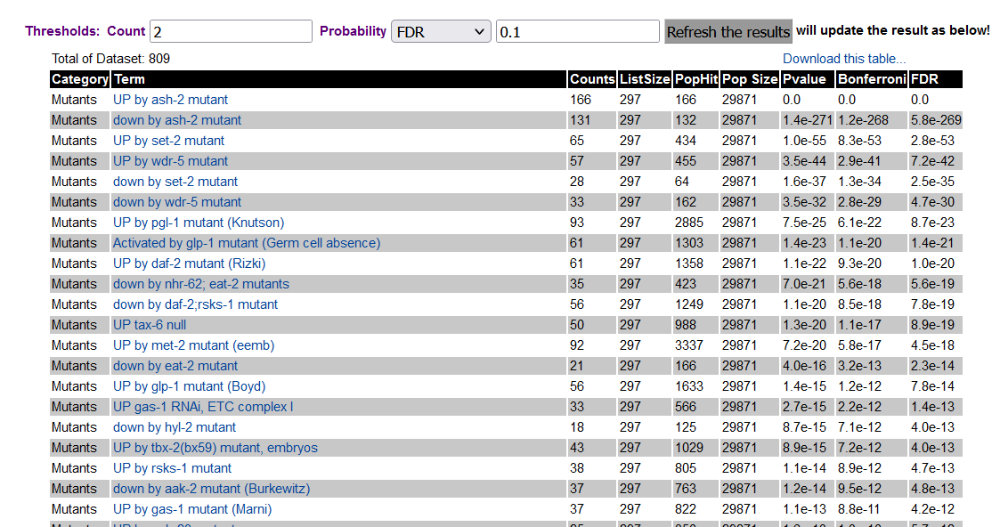 Thresholds: Count 2 Probability FDR 0.1 Refresh the results will update the result as below!
Total of Dataset: 809 Download this table...
Category Term Counts ListSize PopHit Pop Size Pvalue Bonferroni FDR
Mutants UP by ash-2 mutant 166 297 166 29871 0.0 0.0 0.0
Mutants down by ash-2 mutant 131 297 132 29871 1.4e-271 1.2e-268 5.8e-269
Mutants UP by set-2 mutant 65 297 434 29871 1.0e-55 8.3e-53 2.8e-53
Mutants UP by wdr-5 mutant 57 297 455 29871 3.5e-44 2.9e-41 7.2e-42
Mutants down by set-2 mutant 28 297 64 29871 1.6e-37 1.3e-34 2.5e-35
Mutants down by wdr-5 mutant 33 297 162 29871 3.5e-32 2.8e-29 4.7e-30
Mutants UP by pgl-1 mutant (Knutson) 93 297 2885 29871 7.5e-25 6.1e-22 8.7e-23
Mutants Activated by glp-1 mutant (Germ cell absence) 61 297 1303 29871 1.4e-23 1.1e-20 1.4e-21
Mutants UP by daf-2 mutant (Rizki) 61 297 1358 29871 1.1e-22 9.3e-20 1.0e-20
Mutants down by nhr-62; eat-2 mutants 35 297 423 29871 7.0e-21 5.6e-18 5.6e-19
Mutants down by daf-2;rsks-1 mutant 56 297 1249 29871 1.1e-20 8.5e-18 7.8e-19
Mutants UP tax-6 null 50 297 988 29871 1.3e-20 1.1e-17 8.9e-19
Mutants UP by met-2 mutant (eemb) 92 297 3337 29871 7.2e-20 5.8e-17 4.5e-18
Mutants down by eat-2 mutant 21 297 166 29871 4.0e-16 3.2e-13 2.3e-14
Mutants UP by glp-1 mutant (Boyd) 56 297 1633 29871 1.4e-15 1.2e-12 7.8e-14
Mutants UP gas-1 RNAi, ETC complex I 33 297 566 29871 2.7e-15 2.2e-12 1.4e-13
Mutants down by hyl-2 mutant 18 297 125 29871 8.7e-15 7.1e-12 4.0e-13
Mutants UP by tbx-2(bx59) mutant, embryos 43 297 1029 29871 8.9e-15 7.2e-12 4.0e-13
Mutants UP by rsks-1 mutant 38 297 805 29871 1.1e-14 8.9e-12 4.7e-13
Mutants down by aak-2 mutant (Burkewitz) 37 297 763 29871 1.2e-14 9.5e-12 4.8e-13
Mutants UP by gas-1 mutant (Marni) 37 297 822 29871 1.1e-13 8.8e-11 4.2e-12